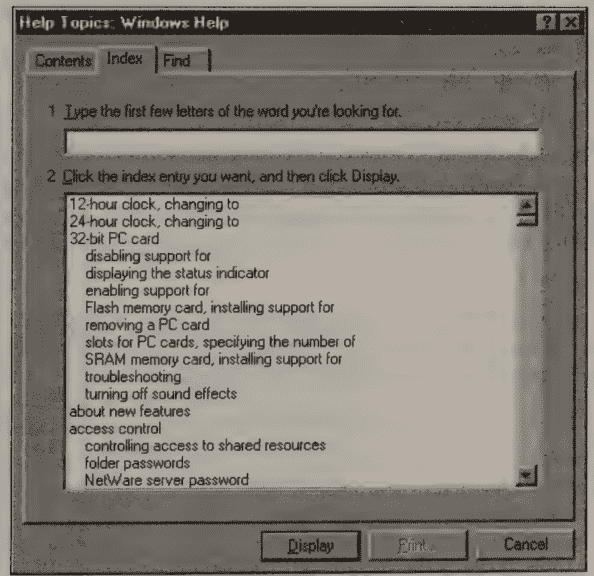 Help Topics: Windows Help
Contents Index Find
1 Type the first few letters of the word you're looking for.
2 Click the index entry you want, and then click Display.
12-hour clock, changing to
24-hour clock, changing to
32-bit PC card
disabling support for
displaying the status indicator
enabling support for
Flash memory card, installing support for
removing a PC card
slots for PC cards, specifying the number of
SRAM memory card, installing support for
troubleshooting
turning off sound effects
about new features
access control
controlling access to shared resources
folder passwords
NetWare server password
Display Print... Cancel